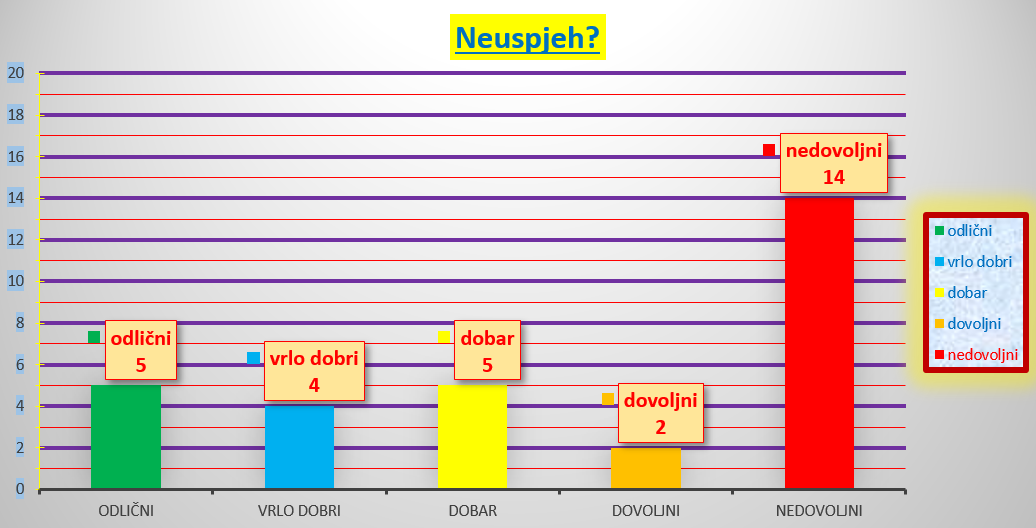 Neuspjeh?
20
18
16
14
12
10
8
6
4
2
0
odlični
5
vrlo dobri
4
dobar
5
dovoljni
2
nedovoljni
14
ODLIČNI
VRLO DOBRI
DOBAR
DOVOLJNI
NEDOVOLJNI
odlični
vrlo dobri
dobar
dovoljni
nedovoljni